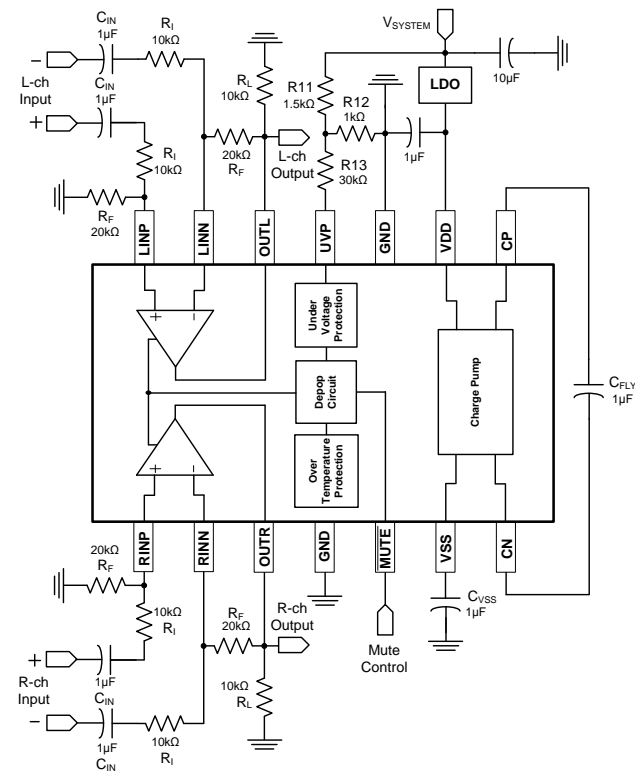 C_IN
1µF
R_I
10kΩ
−
L-ch
Input
+
C_IN
1µF
R_I
10kΩ
R_F
20kΩ
R_L
10kΩ
20kΩ
R_F
L-ch
Output
V_SYSTEM
R11
1.5kΩ
R12
1kΩ
R13
30kΩ
1µF
LDO
10µF
LINP
LINN
OUTL
UVP
GND
VDD
CP
+
−
Under
Voltage
Protection
Depop
Circuit
Over
Temperature
Protection
Charge Pump
C_FLY
1µF
+
−
RINP
RINN
OUTR
GND
MUTE
VSS
CN
20kΩ
R_F
10kΩ
R_I
+
R-ch
Input
−
1µF
C_IN
1µF
C_IN
10kΩ
R_I
R_F
20kΩ
R-ch
Output
10kΩ
R_L
Mute
Control
C_VSS
1µF